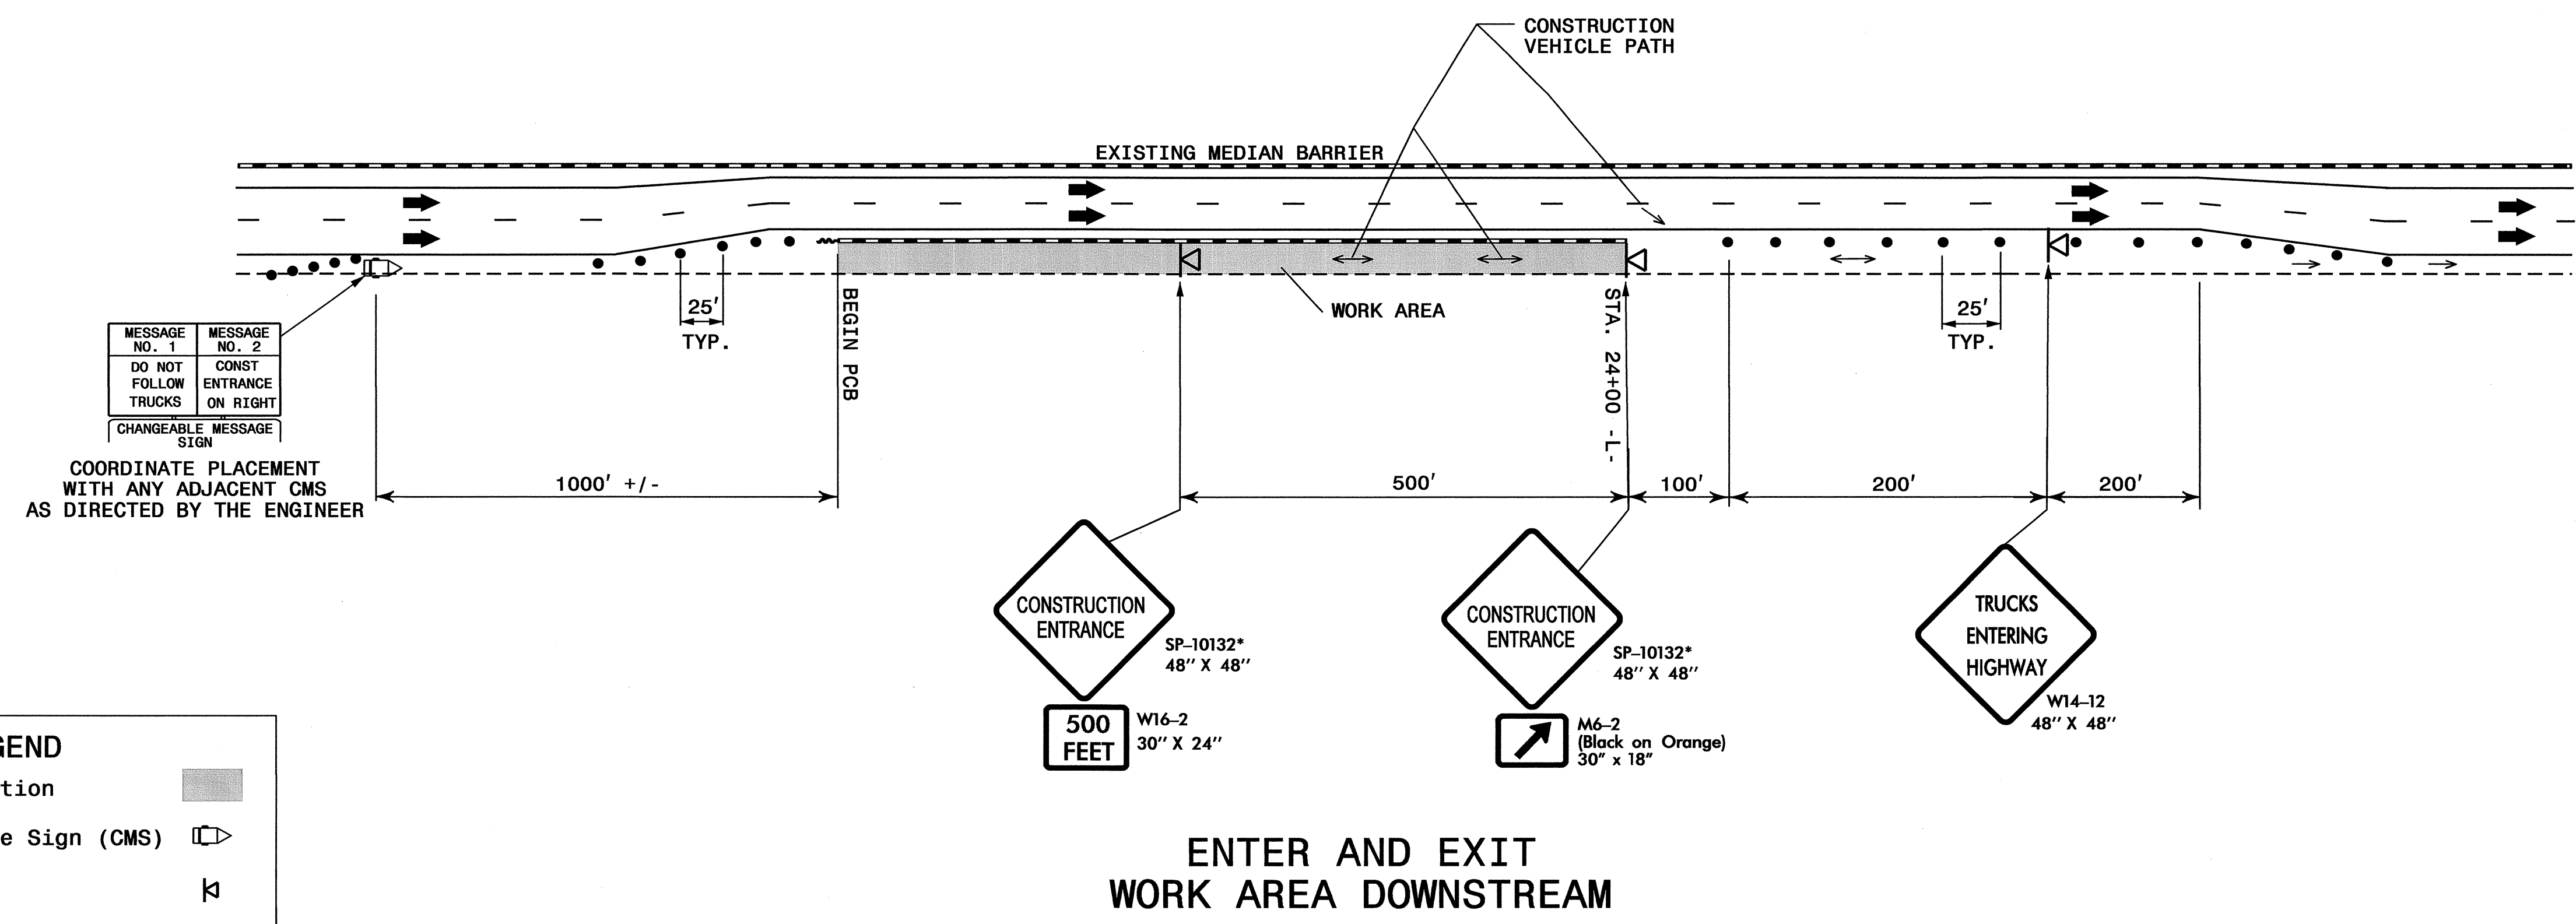 CONSTRUCTION
VEHICLE PATH
EXISTING MEDIAN BARRIER
WORK AREA
25'
TYP.
25'
TYP.
BEGIN PCB
STA. 24+00 -L-
MESSAGE NO. 1
MESSAGE NO. 2
DO NOT
FOLLOW
TRUCKS
CONST
ENTRANCE
ON RIGHT
CHANGEABLE MESSAGE
SIGN
COORDINATE PLACEMENT
WITH ANY ADJACENT CMS
AS DIRECTED BY THE ENGINEER
1000' +/-
500'
100'
200'
200'
CONSTRUCTION
ENTRANCE
SP-10132*
48" X 48"
500
FEET
W16-2
30" X 24"
CONSTRUCTION
ENTRANCE
SP-10132*
48" X 48"
M6-2
(Black on Orange)
30" x 18"
TRUCKS
ENTERING
HIGHWAY
W14-12
48" X 48"
GEND
tion
e Sign (CMS)
ENTER AND EXIT
WORK AREA DOWNSTREAM